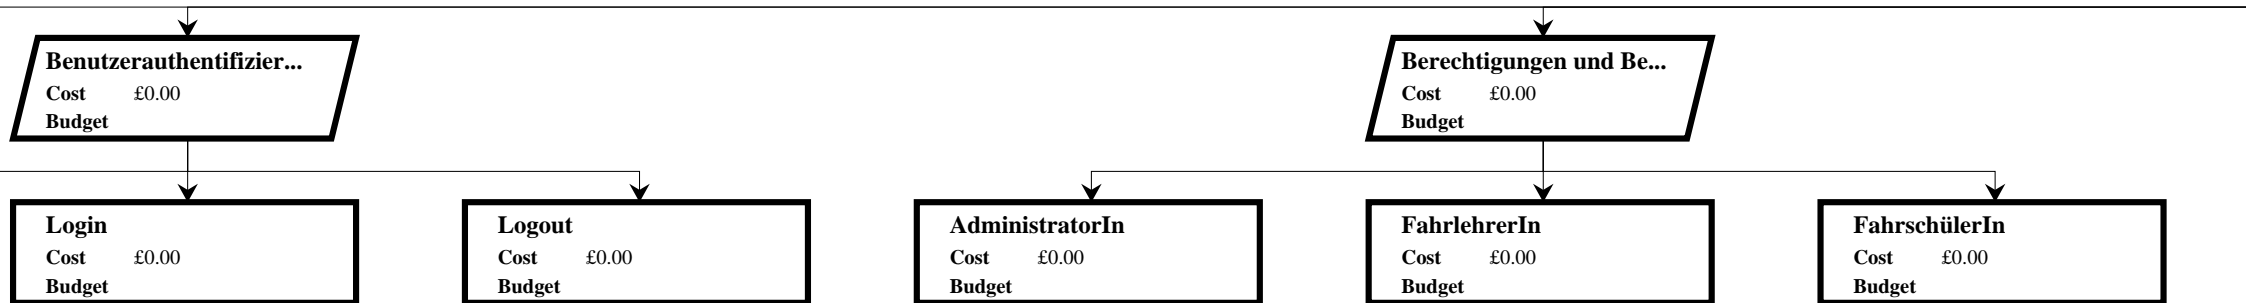 Benutzerauthentifizier...
Cost £0.00
Budget
Berechtigungen und Be...
Cost £0.00
Budget
Login
Cost £0.00
Budget
Logout
Cost £0.00
Budget
AdministratorIn
Cost £0.00
Budget
FahrlehrerIn
Cost £0.00
Budget
FahrschülerIn
Cost £0.00
Budget